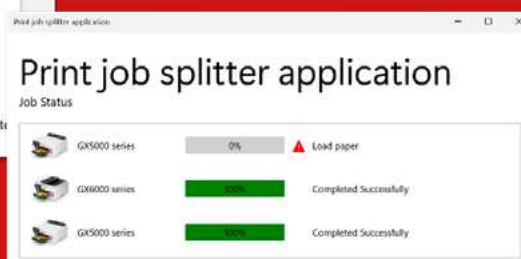 Print job splitter application
Print job splitter application
Job Status
GX5000 series 0% Load paper
GX6000 series 100% Completed Successfully
GX5000 series 100% Completed Successfully